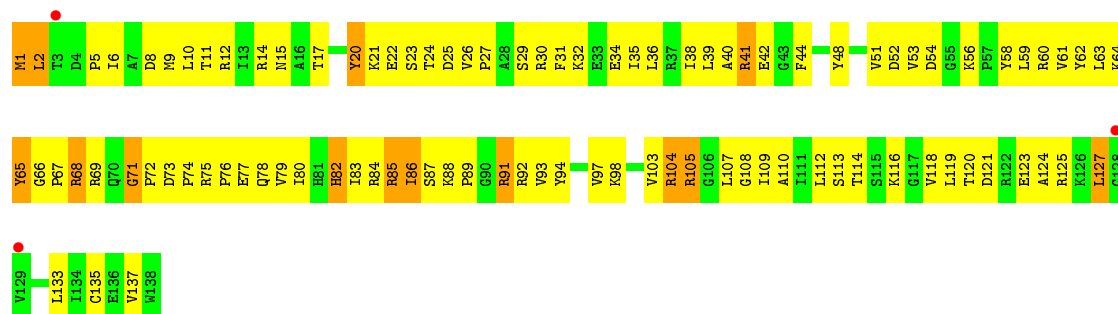 M1 L2 T3 D4 P5 I6 A7 D8 M9 L10 T11 R12 I13 R14 N15 A16 T17 Y20 K21 E22 S23 T24 D25 V26 P27 A28 S29 R30 F31 K32 E33 E34 I35 L36 R37 I38 L39 A40 R41 E42 G43 F44 Y48 V51 D52 V53 D54 G55 K56 P57 Y58 L59 R60 V61 Y62 L63 K64
Y65 G66 P67 R68 R69 Q70 G71 P72 D73 P74 R75 P76 E77 Q78 V79 I80 H81 H82 I83 R84 R85 I86 S87 K88 P89 G90 R91 R92 V93 Y94 V97 K98 V103 R104 R105 G106 L107 G108 I109 A110 I111 L112 S113 T114 S115 K116 G117 V118 L119 T120 D121 R122 E123 A124 R125 K126 L127 G128
V129 L133 I134 C135 E136 V137 W138